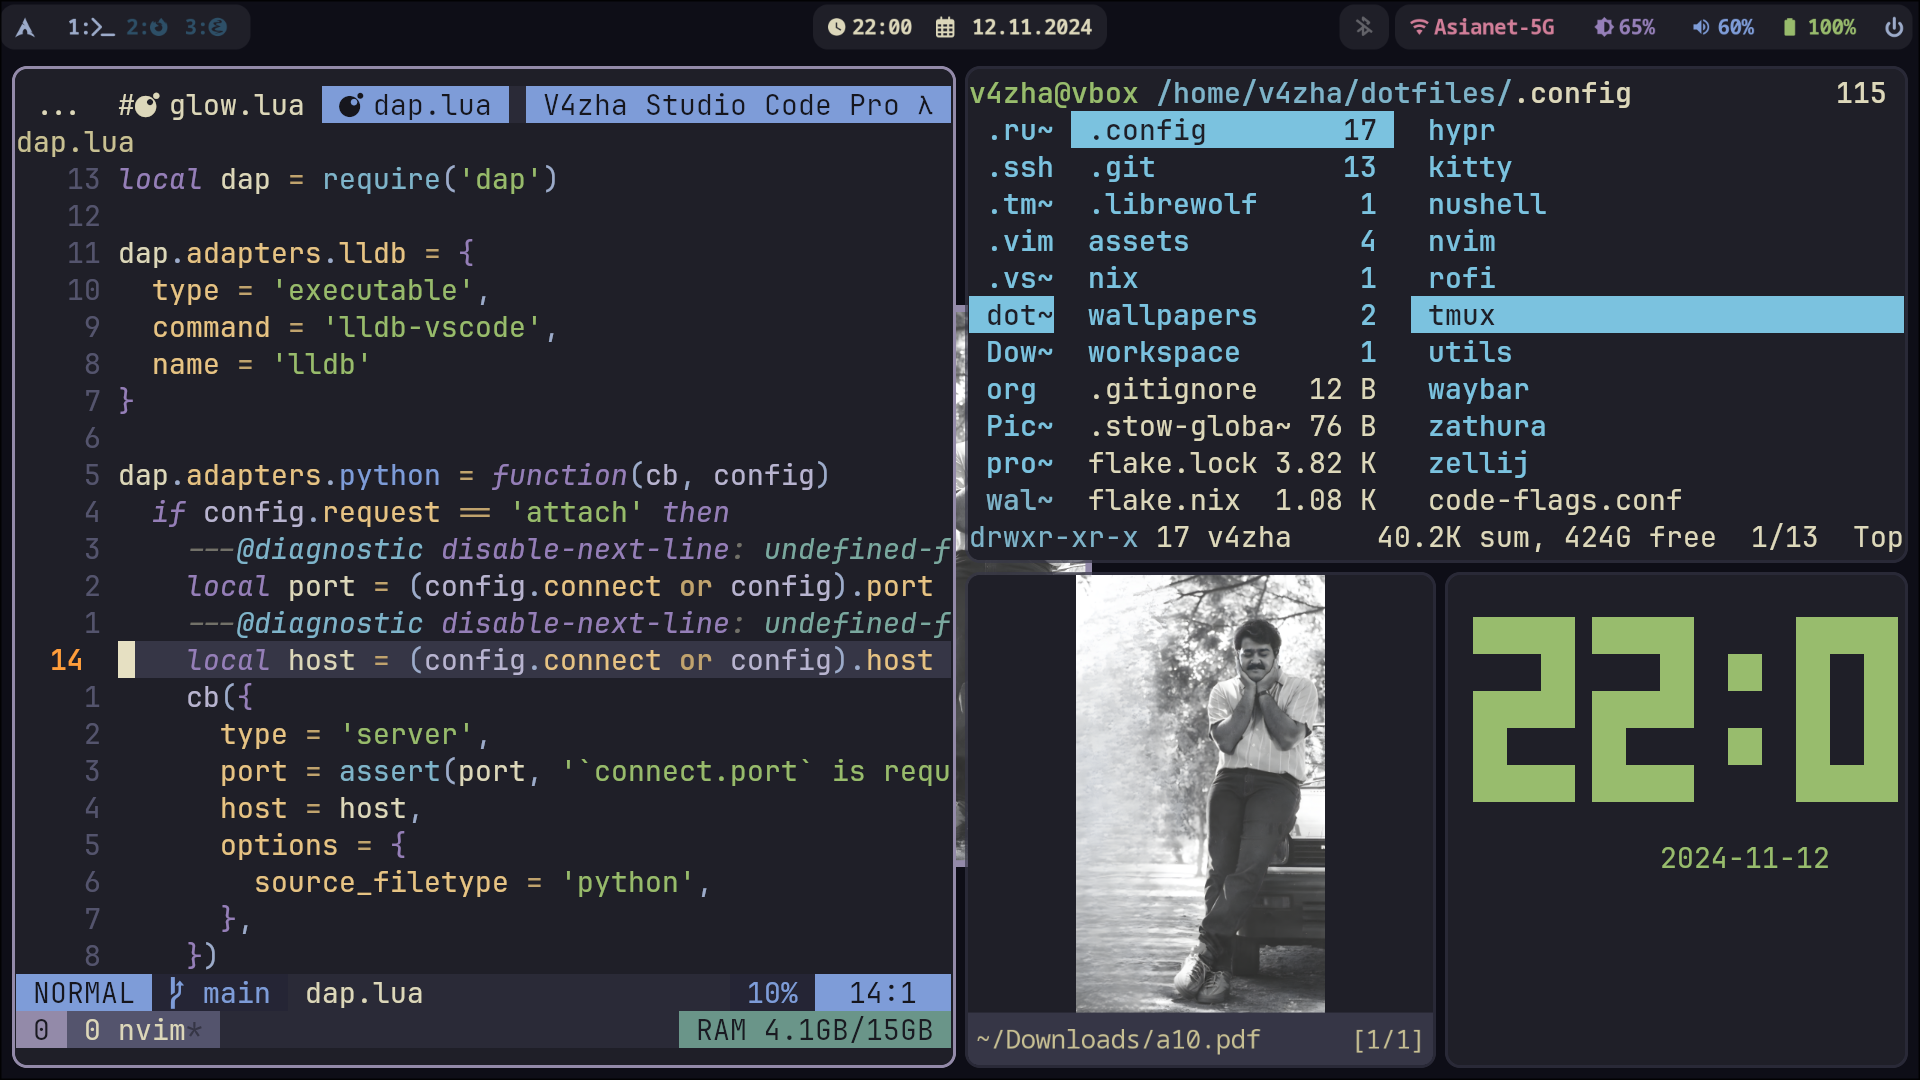 1: 2: 3:
22:00 12.11.2024
Asianet-5G 65% 60% 100%
... # glow.lua dap.lua V4zha Studio Code Pro λ
dap.lua
13 local dap = require('dap')
12
11 dap.adapters.lldb = {
10 type = 'executable',
9 command = 'lldb-vscode',
8 name = 'lldb'
7 }
6
5 dap.adapters.python = function(cb, config)
4 if config.request == 'attach' then
3 ---@diagnostic disable-next-line: undefined-f
2 local port = (config.connect or config).port
1 ---@diagnostic disable-next-line: undefined-f
14 local host = (config.connect or config).host
1 cb({
2 type = 'server',
3 port = assert(port, '`connect.port` is requ
4 host = host,
5 options = {
6 source_filetype = 'python',
7 },
8 })
NORMAL main dap.lua 10% 14:1
0 0 nvim* RAM 4.1GB/15GB
v4zha@vbox /home/v4zha/dotfiles/.config 115
.ru~ .config 17 hypr
.ssh .git 13 kitty
.tm~ .librewolf 1 nushell
.vim assets 4 nvim
.vs~ nix 1 rofi
dot~ wallpapers 2 tmux
Dow~ workspace 1 utils
org .gitignore 12 B waybar
Pic~ .stow-globa~ 76 B zathura
pro~ flake.lock 3.82 K zellij
wal~ flake.nix 1.08 K code-flags.conf
drwxr-xr-x 17 v4zha 40.2K sum, 424G free 1/13 Top
~/Downloads/a10.pdf [1/1]
22:0
2024-11-12